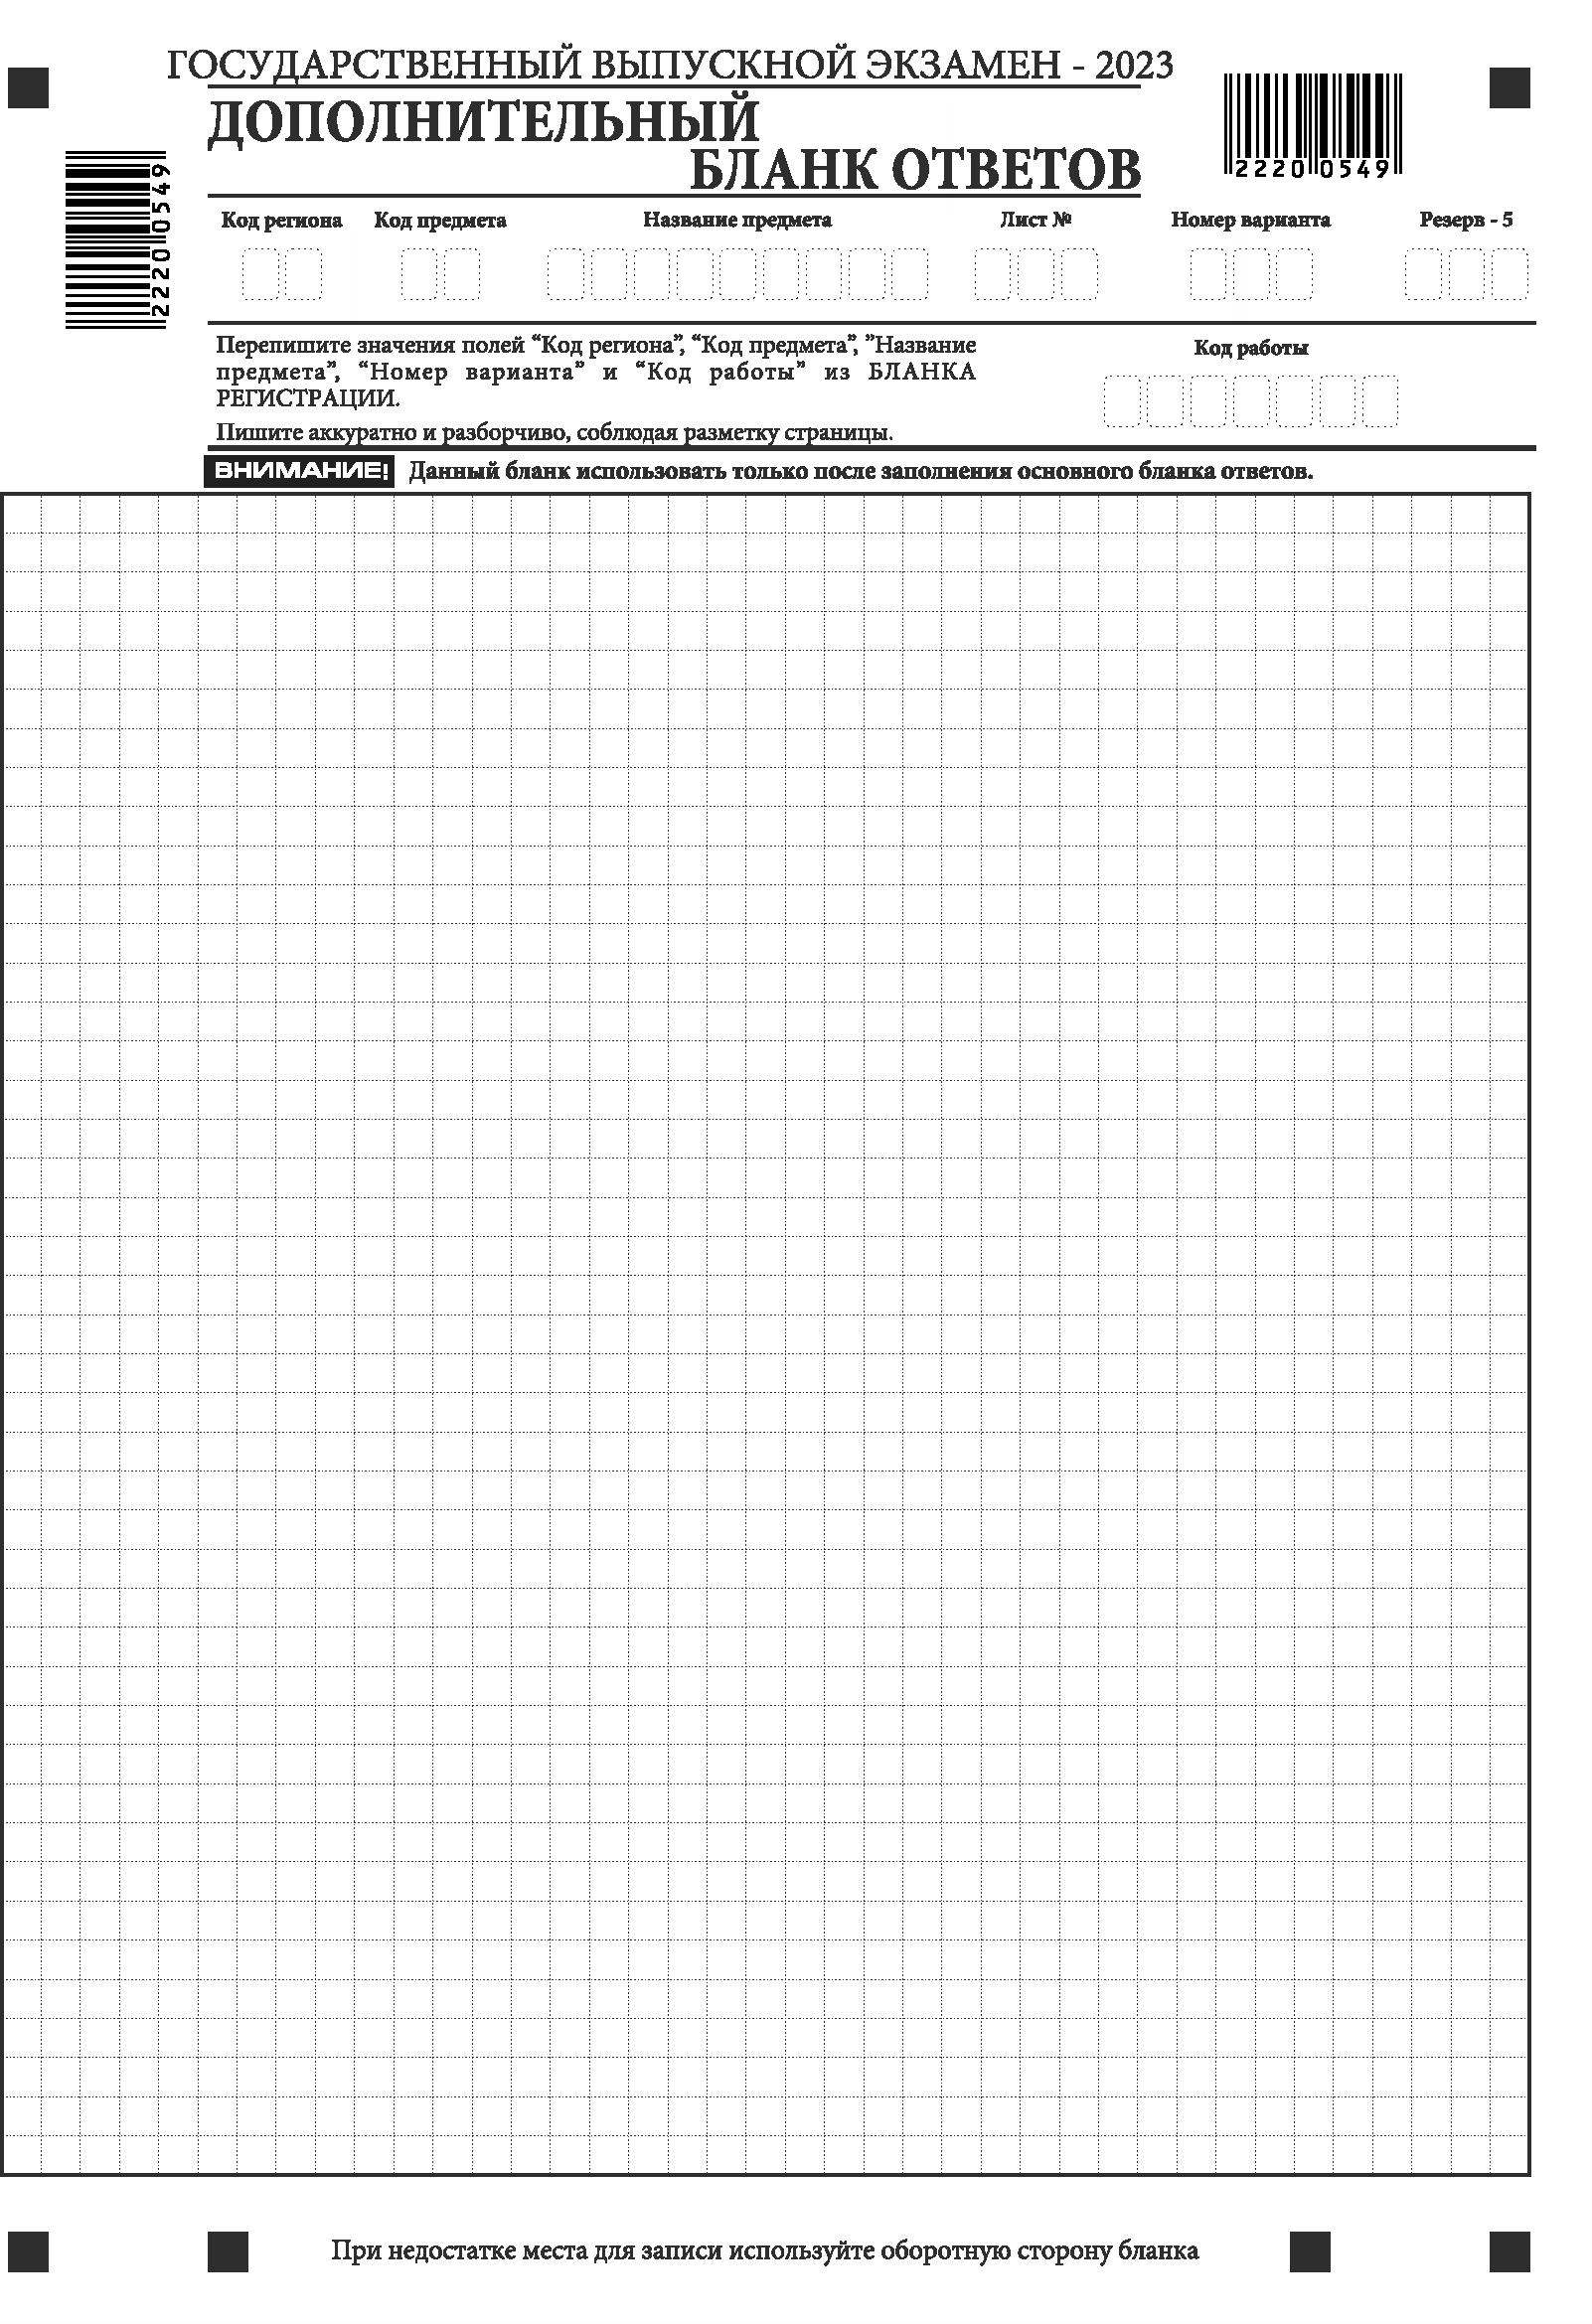 ГОСУДАРСТВЕННЫЙ ВЫПУСКНОЙ ЭКЗАМЕН - 2023
ДОПОЛНИТЕЛЬНЫЙ
БЛАНК ОТВЕТОВ
2220 0549
2220 0549
Код региона Код предмета Название предмета Лист № Номер варианта Резерв - 5
Перепишите значения полей “Код региона”, “Код предмета”, ”Название
предмета”, “Номер варианта” и “Код работы” из БЛАНКА
РЕГИСТРАЦИИ.
Пишите аккуратно и разборчиво, соблюдая разметку страницы.
Код работы
ВНИМАНИЕ! Данный бланк использовать только после заполнения основного бланка ответов.
При недостатке места для записи используйте оборотную сторону бланка